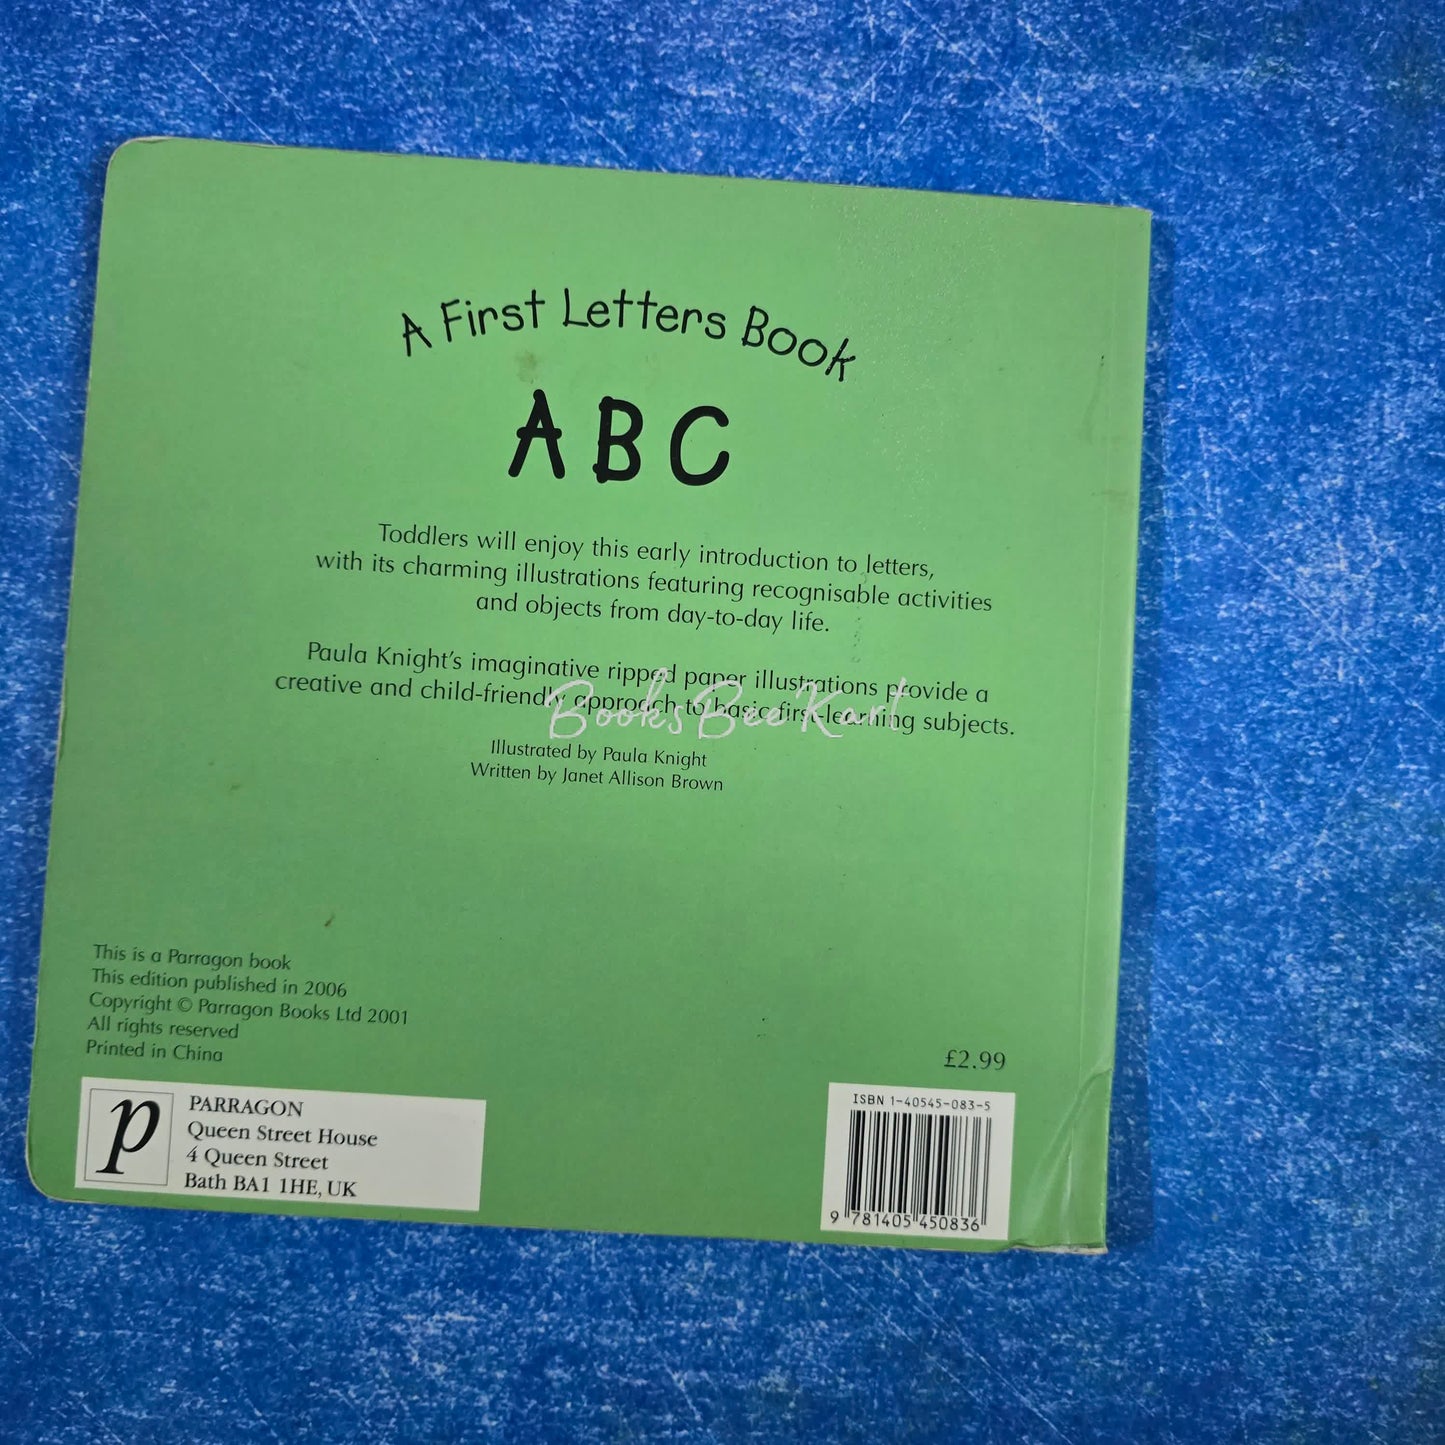 A First Letters Book
ABC
Toddlers will enjoy this early introduction to letters,
with its charming illustrations featuring recognisable activities
and objects from day-to-day life.
Paula Knight's imaginative ripped paper illustrations provide a
creative and child-friendly approach to basic first-learning subjects.
BooksBeeKart
Illustrated by Paula Knight
Written by Janet Allison Brown
This is a Parragon book
This edition published in 2006
Copyright © Parragon Books Ltd 2001
All rights reserved
Printed in China
p
PARRAGON
Queen Street House
4 Queen Street
Bath BA1 1HE, UK
£2.99
ISBN 1-40545-083-5
9 781405 450836